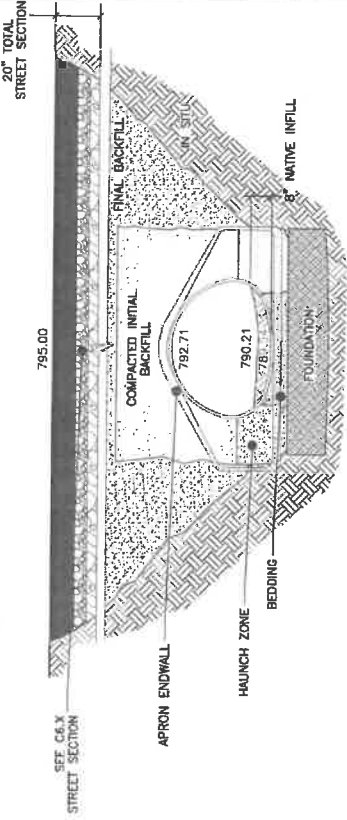 20" TOTAL
STREET SECTION
795.00
SEE C6.X
STREET SECTION
FINAL BACKFILL
COMPACTED INITIAL
BACKFILL
IN SITU
792.71
790.21
8" NATIVE INFILL
FOUNDATION
APRON ENDWALL
HAUNCH ZONE
BEDDING